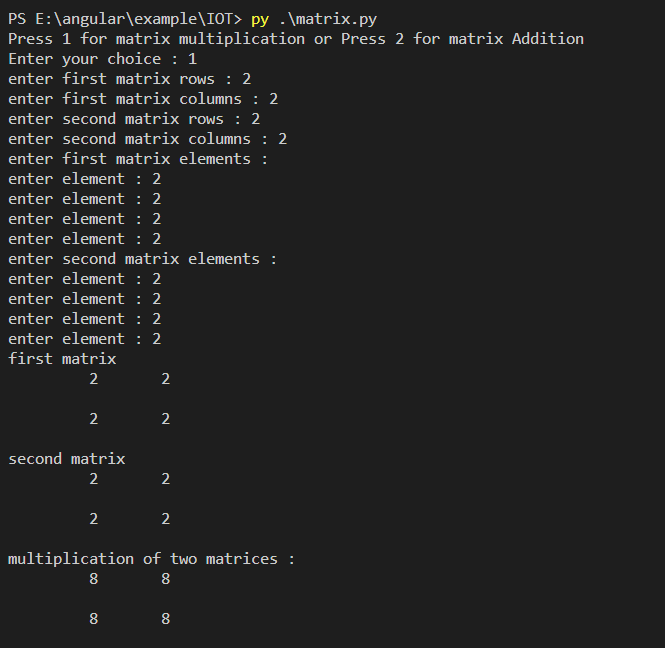 PS E:\angular\example\IOT> py .\matrix.py
Press 1 for matrix multiplication or Press 2 for matrix Addition
Enter your choice : 1
enter first matrix rows : 2
enter first matrix columns : 2
enter second matrix rows : 2
enter second matrix columns : 2
enter first matrix elements :
enter element : 2
enter element : 2
enter element : 2
enter element : 2
enter second matrix elements :
enter element : 2
enter element : 2
enter element : 2
enter element : 2
first matrix
2 2
2 2
second matrix
2 2
2 2
multiplication of two matrices :
8 8
8 8